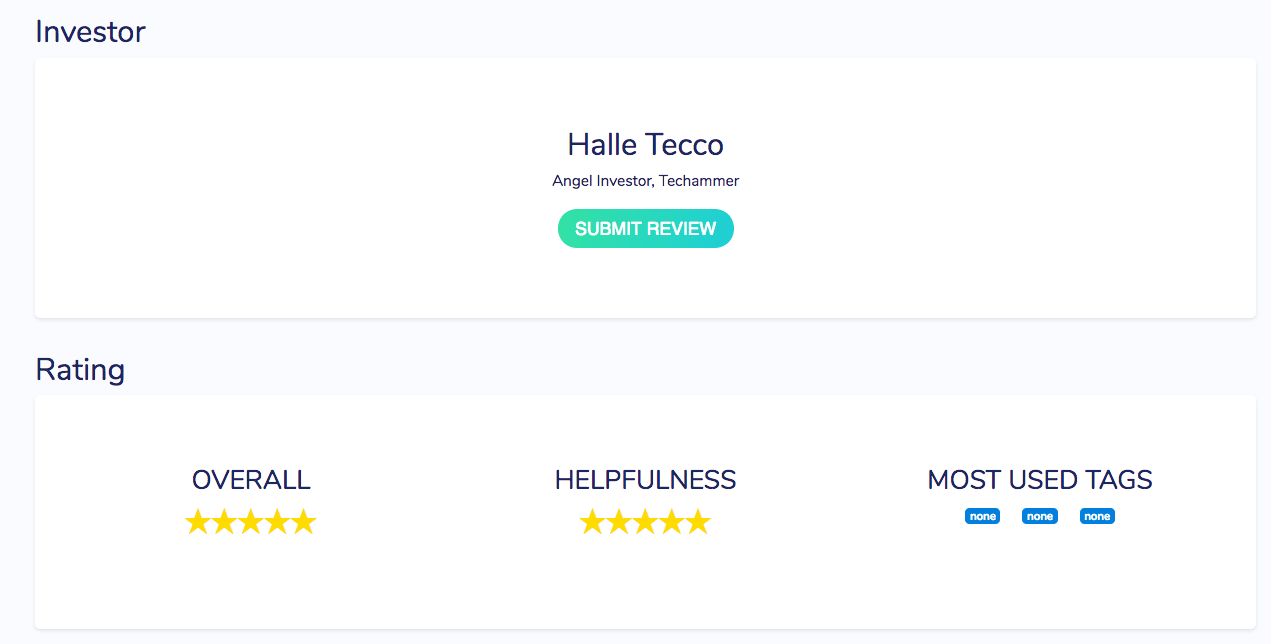 Investor
Halle Tecco
Angel Investor, Techammer
SUBMIT REVIEW
Rating
OVERALL HELPFULNESS MOST USED TAGS
none none none